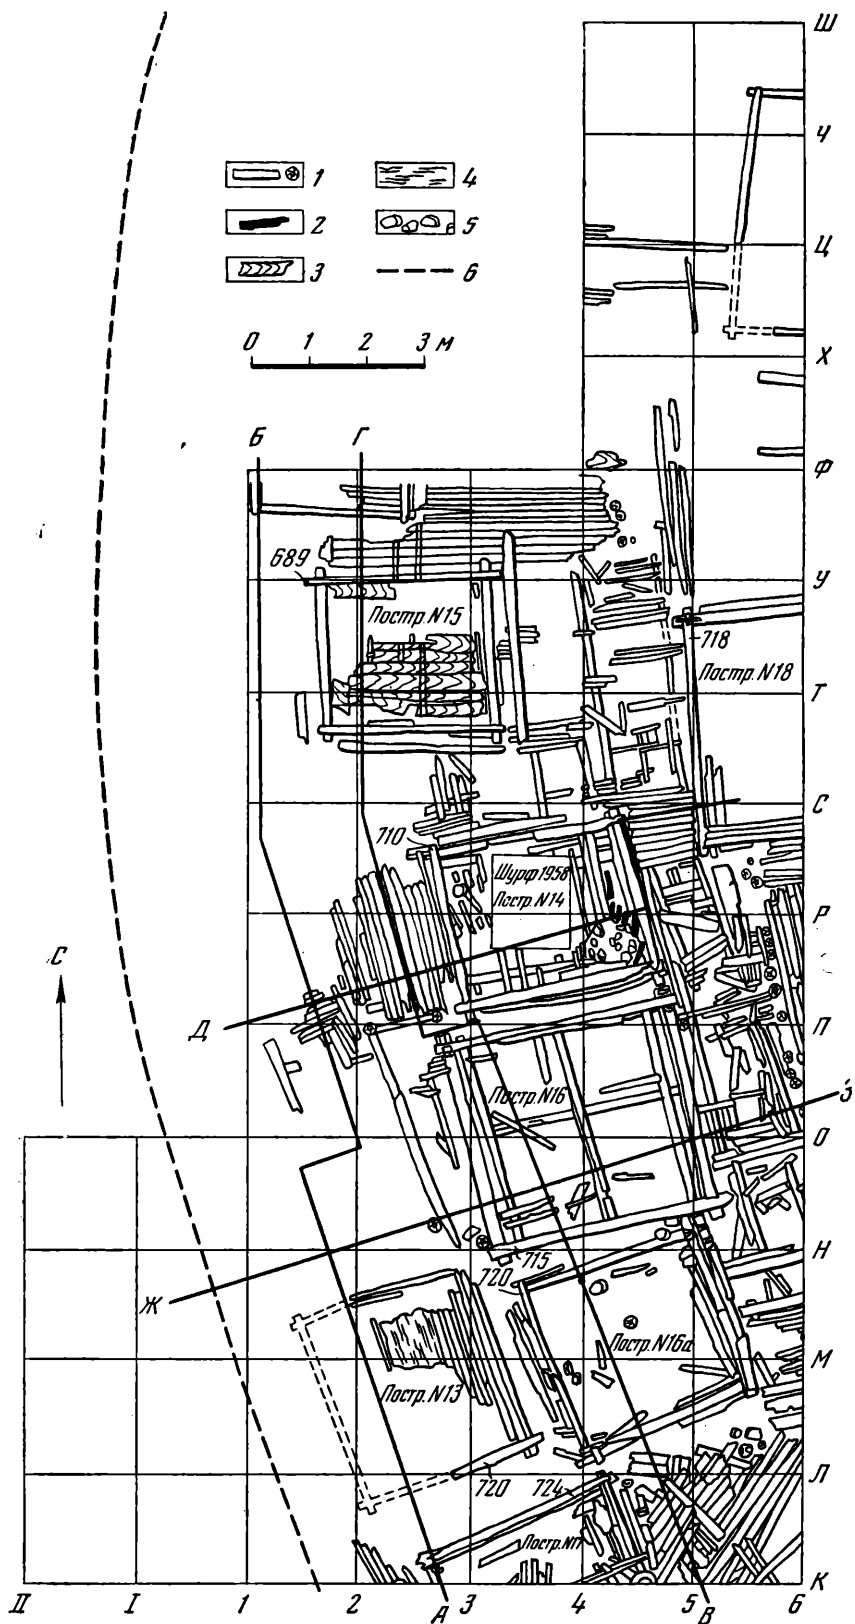 Ш
Ч
1
4
2
5
Ц
3
6
0 1 2 3 м
Х
Б
Г
Ф
689
У
Постр. N15
718
Постр. N18
Т
С
710
Шурф 1958
Постр. N14
Р
С
Д
П
Постр. N16
З
О
715
Н
720
Ж
Постр. N16а
М
Постр. N13
Л
720
724
Постр. N17
К
II I 1 2 А 3 4 5 В 6